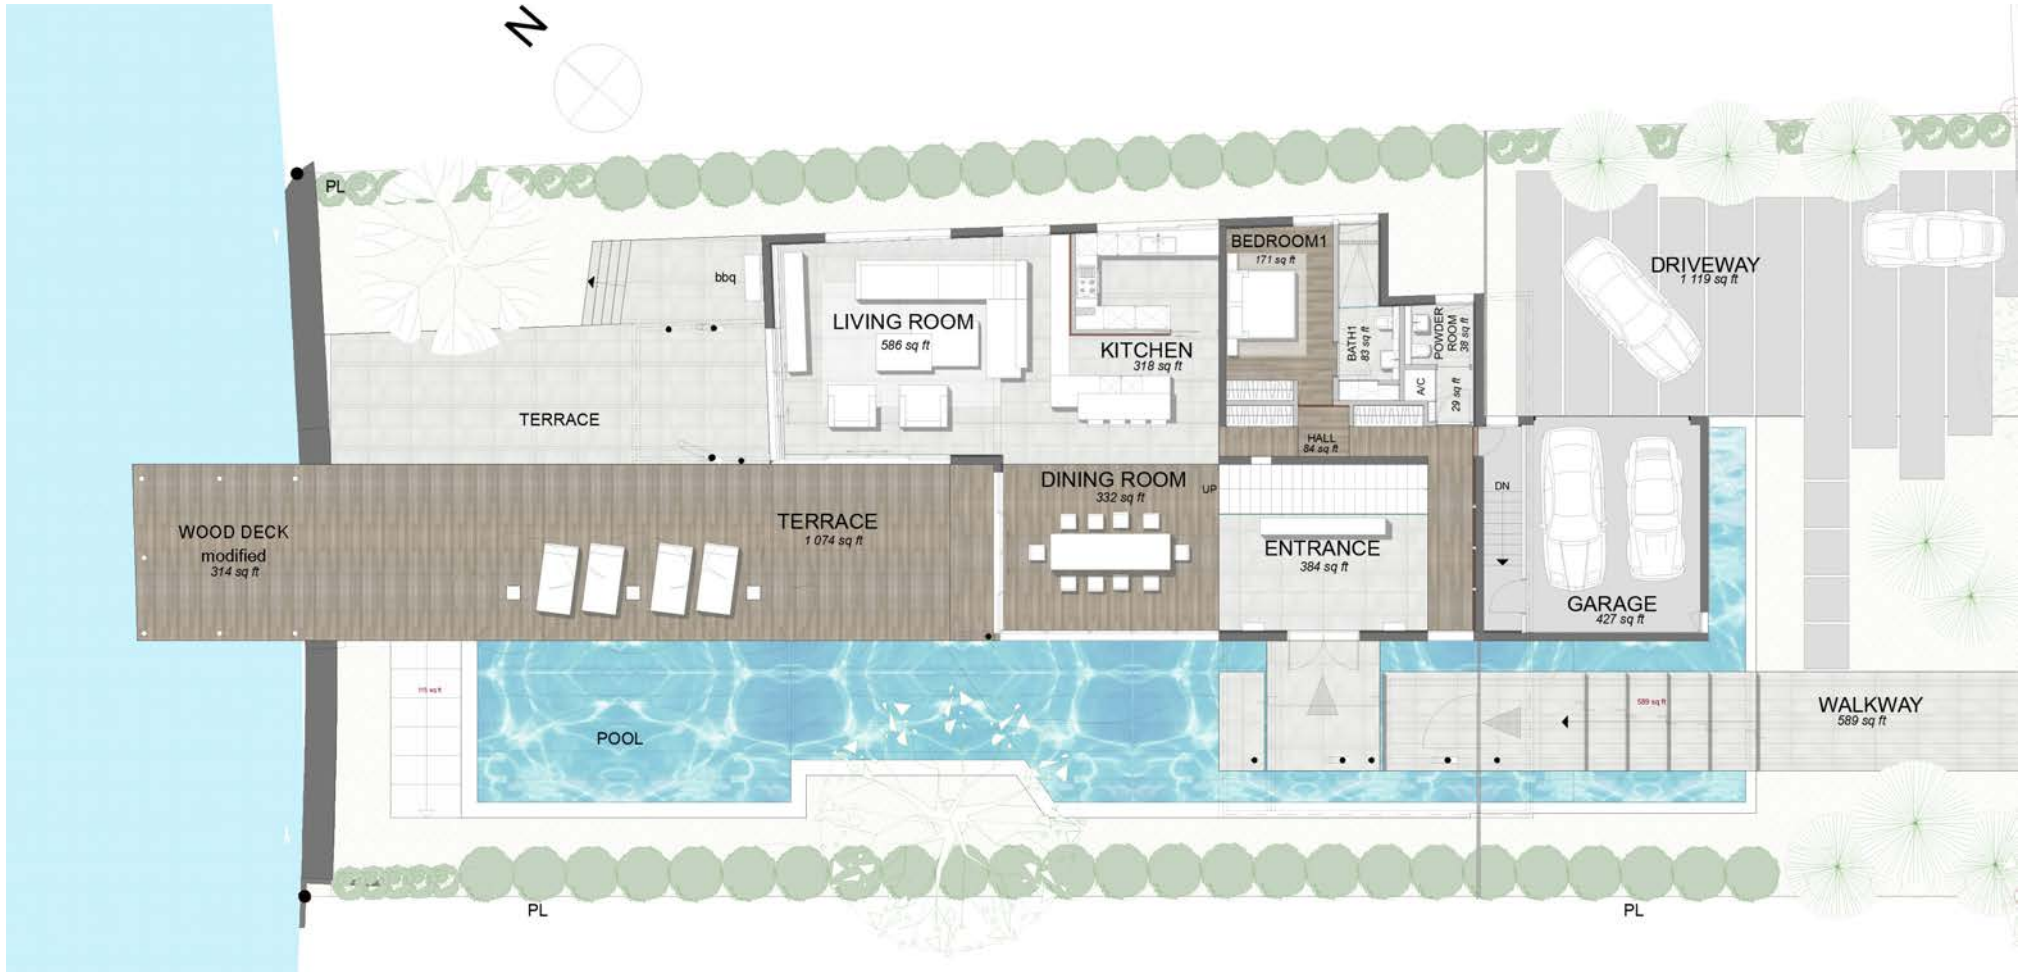 N
PL
bbq
BEDROOM1
171 sq ft
DRIVEWAY
1 119 sq ft
LIVING ROOM
586 sq ft
KITCHEN
318 sq ft
BATH1
83 sq ft
POWDER
ROOM
38 sq ft
A/C
29 sq ft
TERRACE
HALL
84 sq ft
DINING ROOM
332 sq ft
UP
DN
WOOD DECK
modified
314 sq ft
TERRACE
1 074 sq ft
ENTRANCE
384 sq ft
GARAGE
427 sq ft
115 sq ft
589 sq ft
WALKWAY
589 sq ft
POOL
PL
PL